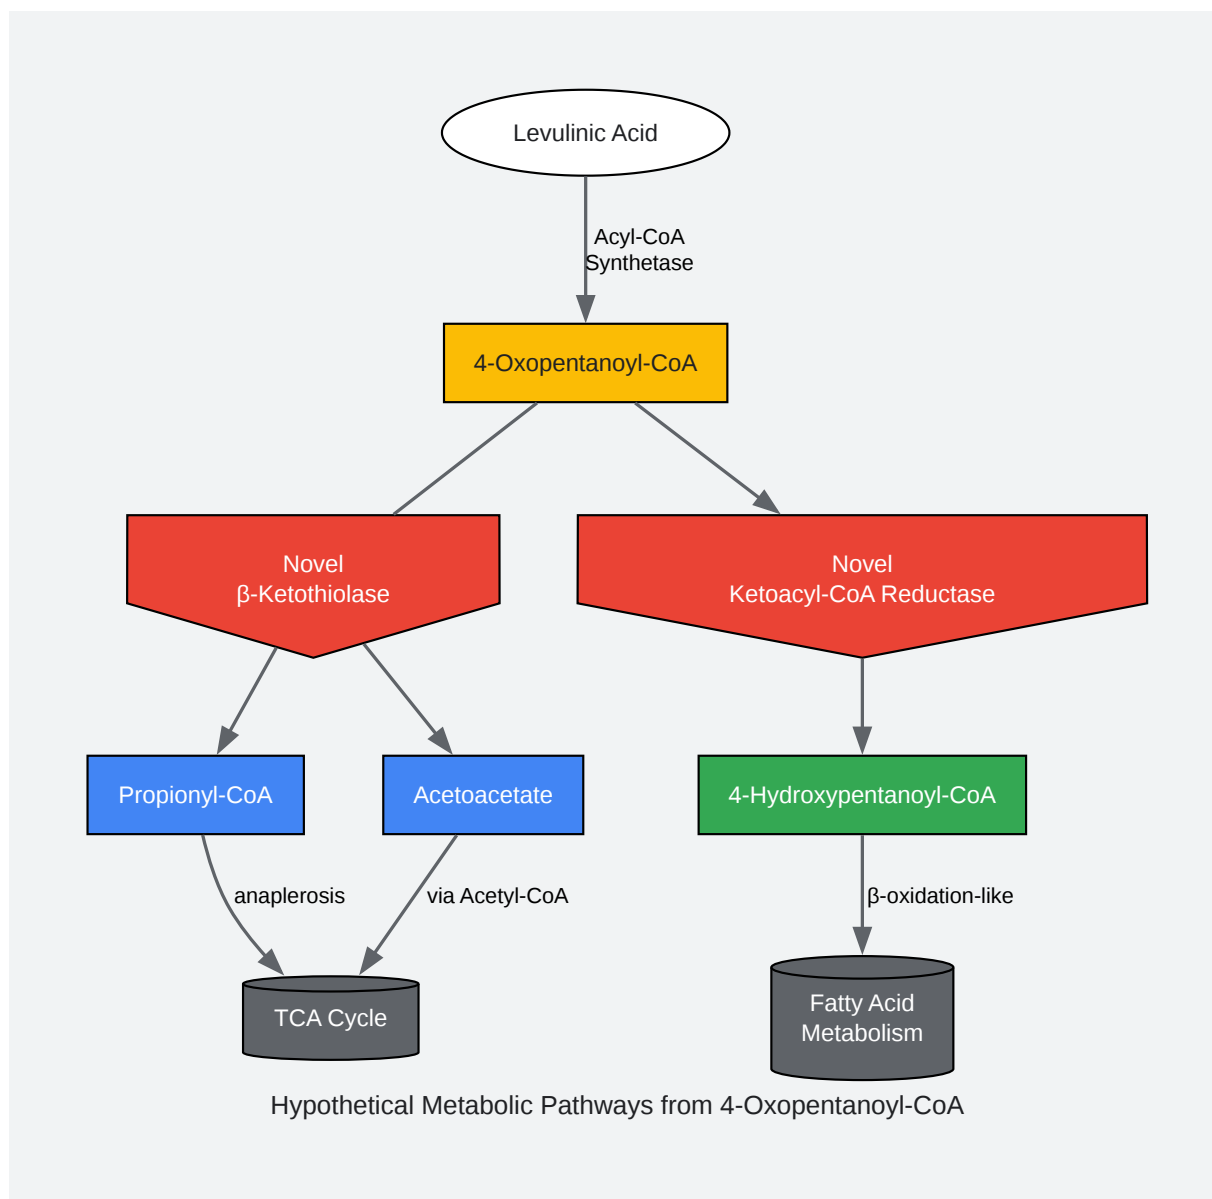 Levulinic Acid
Acyl-CoA
Synthetase
4-Oxopentanoyl-CoA
Novel
β-Ketothiolase
Novel
Ketoacyl-CoA Reductase
Propionyl-CoA
Acetoacetate
4-Hydroxypentanoyl-CoA
anaplerosis
via Acetyl-CoA
β-oxidation-like
TCA Cycle
Fatty Acid
Metabolism
Hypothetical Metabolic Pathways from 4-Oxopentanoyl-CoA